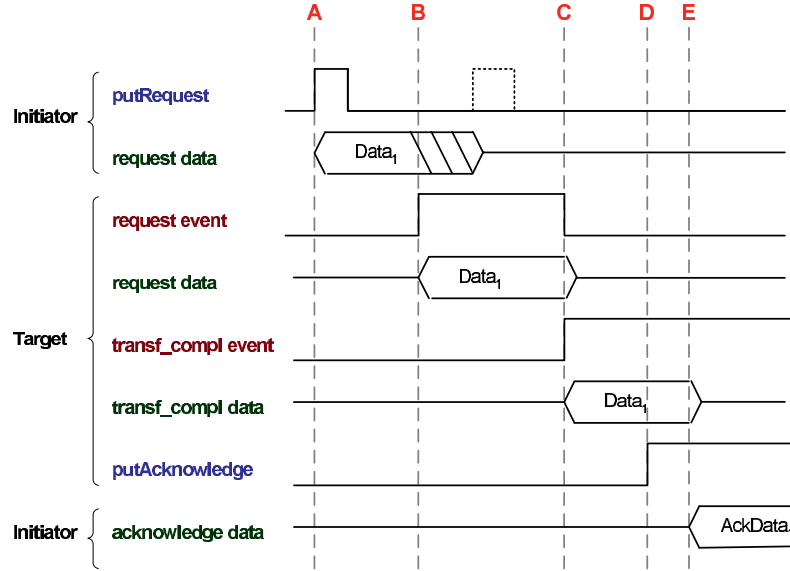 A B C D E
putRequest
Initiator
request data Data1
request event
request data Data1
Target
transf_compl event
transf_compl data Data1
putAcknowledge
Initiator acknowledge data AckData